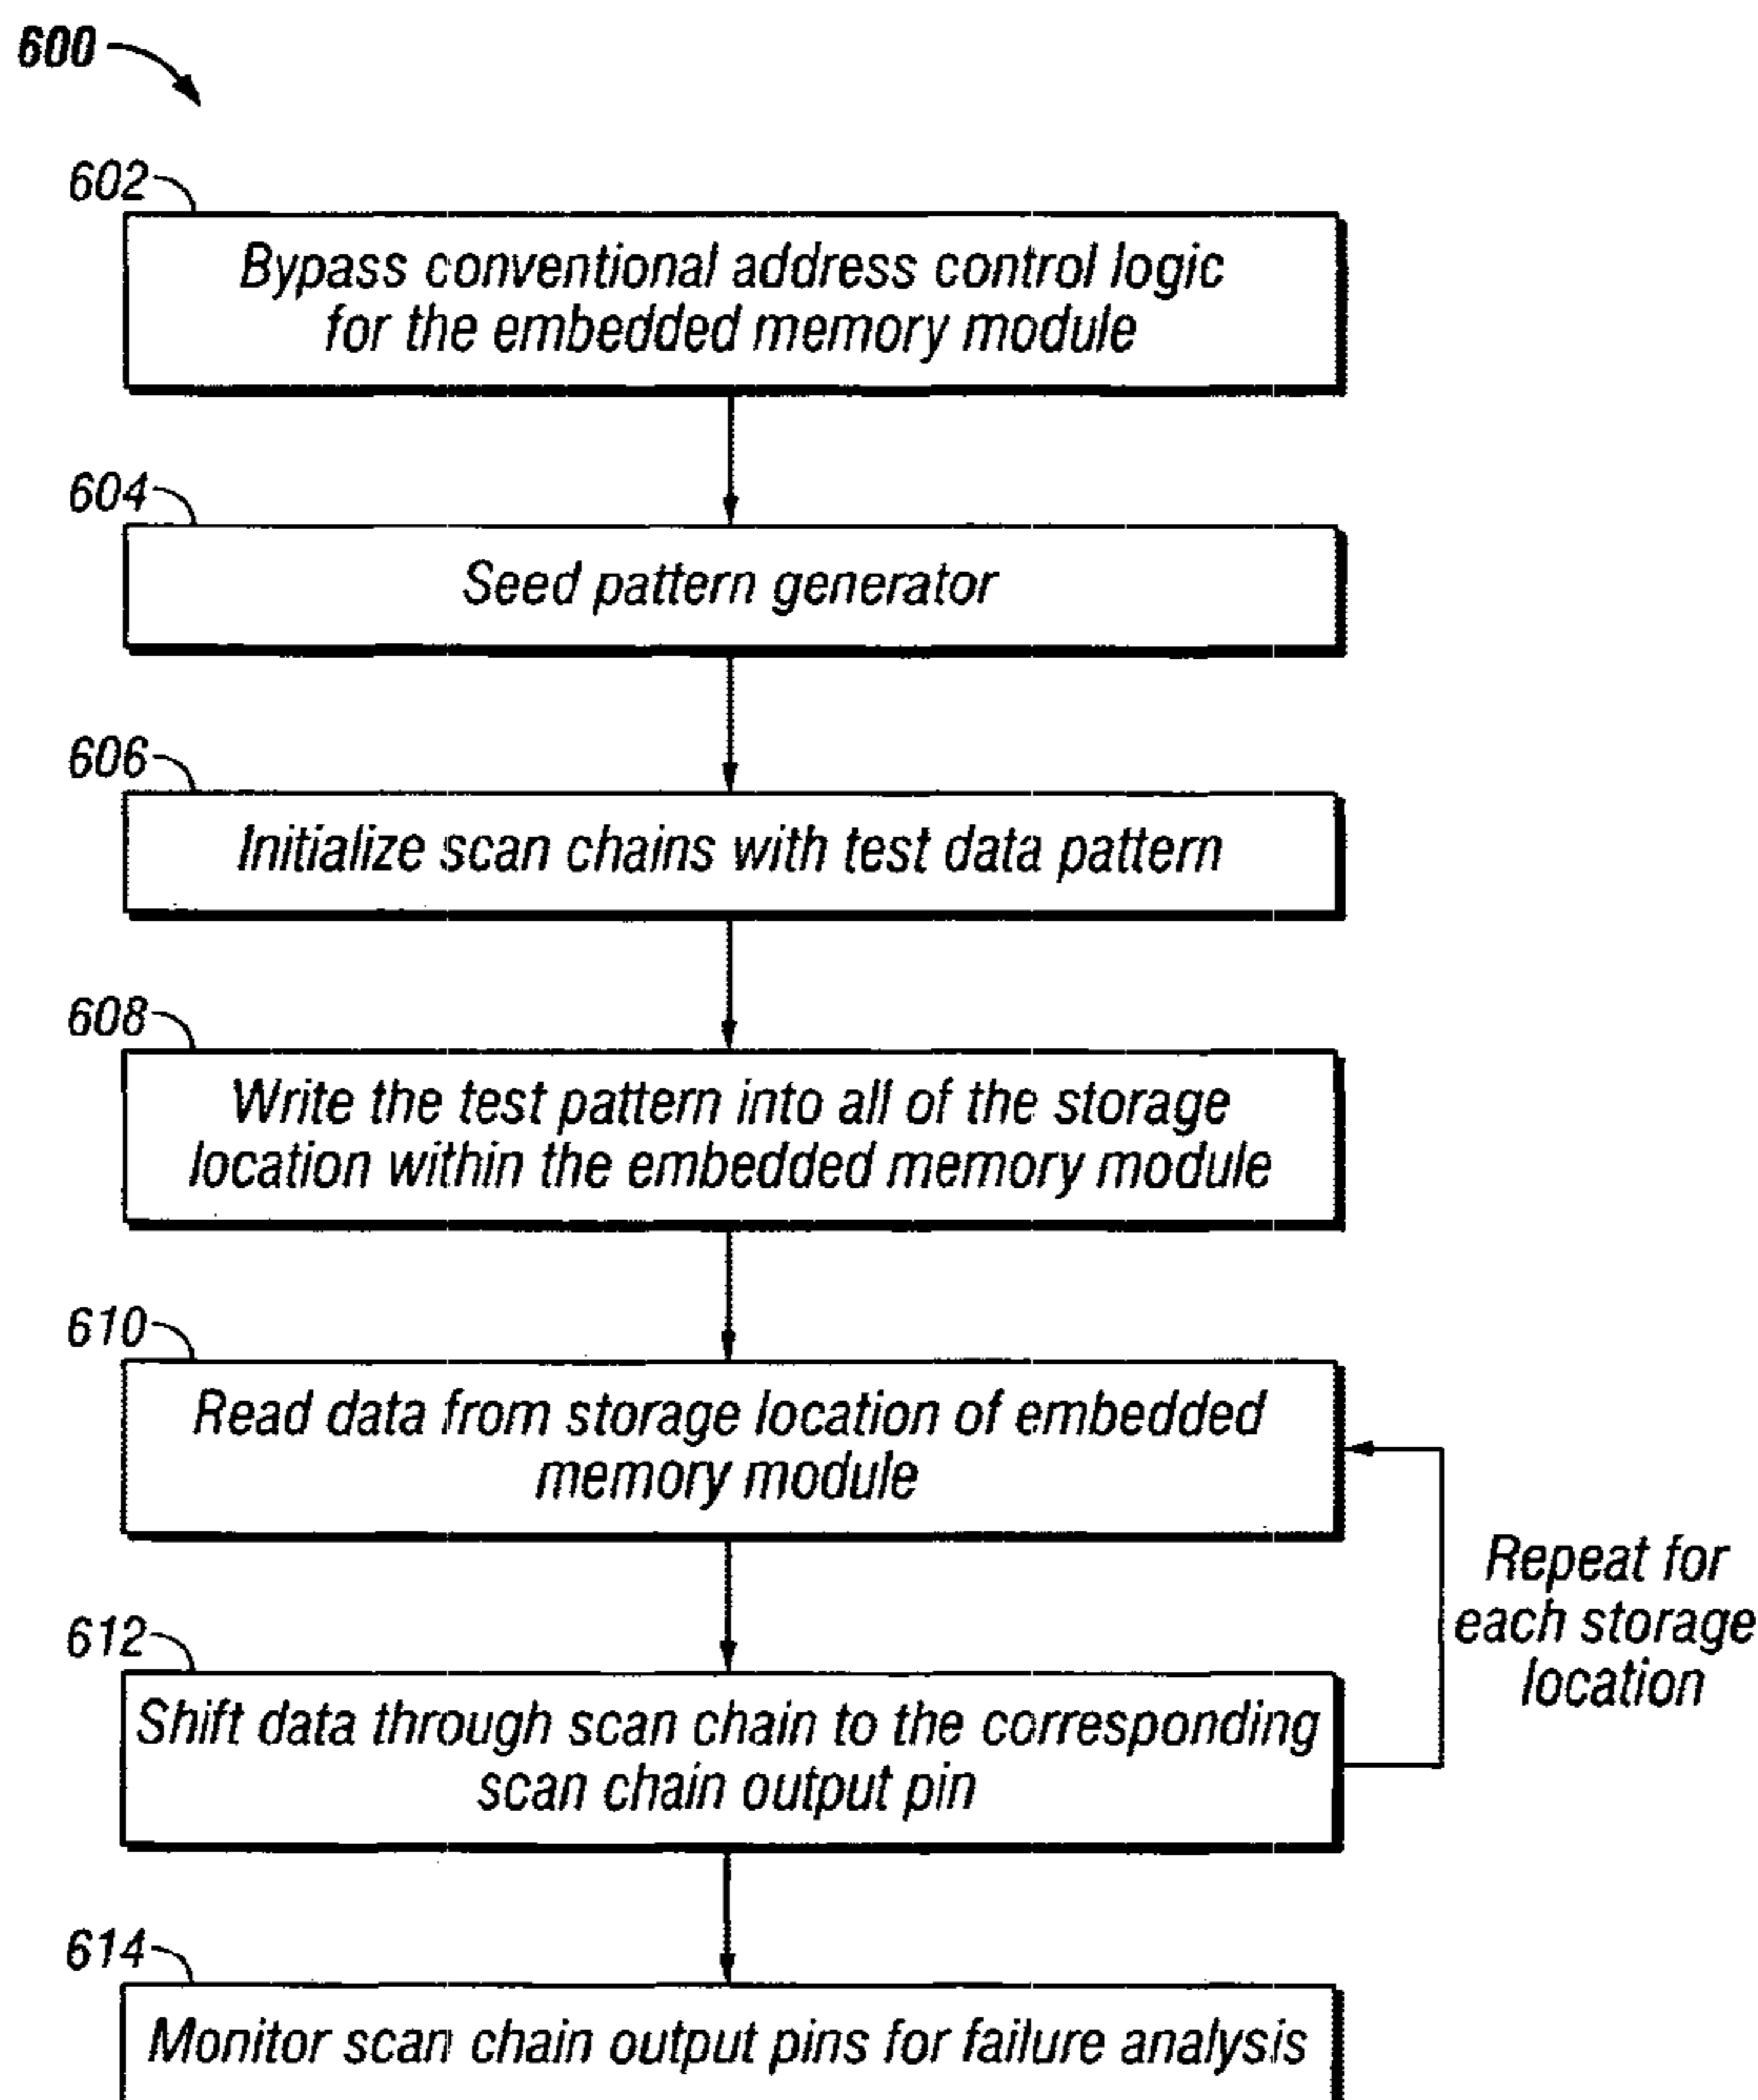 600
602
Bypass conventional address control logic
for the embedded memory module
604
Seed pattern generator
606
Initialize scan chains with test data pattern
608
Write the test pattern into all of the storage
location within the embedded memory module
610
Read data from storage location of embedded
memory module
Repeat for
each storage
location
612
Shift data through scan chain to the corresponding
scan chain output pin
614
Monitor scan chain output pins for failure analysis